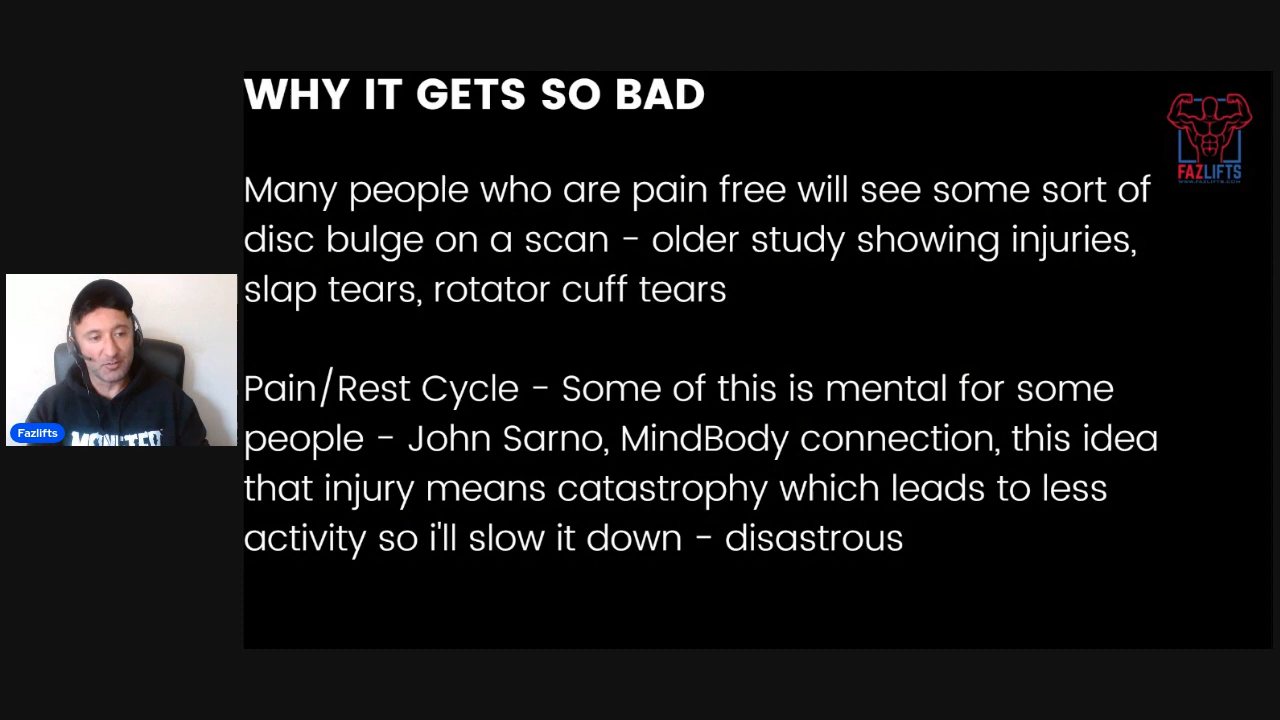 WHY IT GETS SO BAD
Many people who are pain free will see some sort of
disc bulge on a scan - older study showing injuries,
slap tears, rotator cuff tears
Pain/Rest Cycle - Some of this is mental for some
people - John Sarno, MindBody connection, this idea
that injury means catastrophy which leads to less
activity so i'll slow it down - disastrous
FAZLIFTS
WWW.FAZLIFTS.COM
Fazlifts